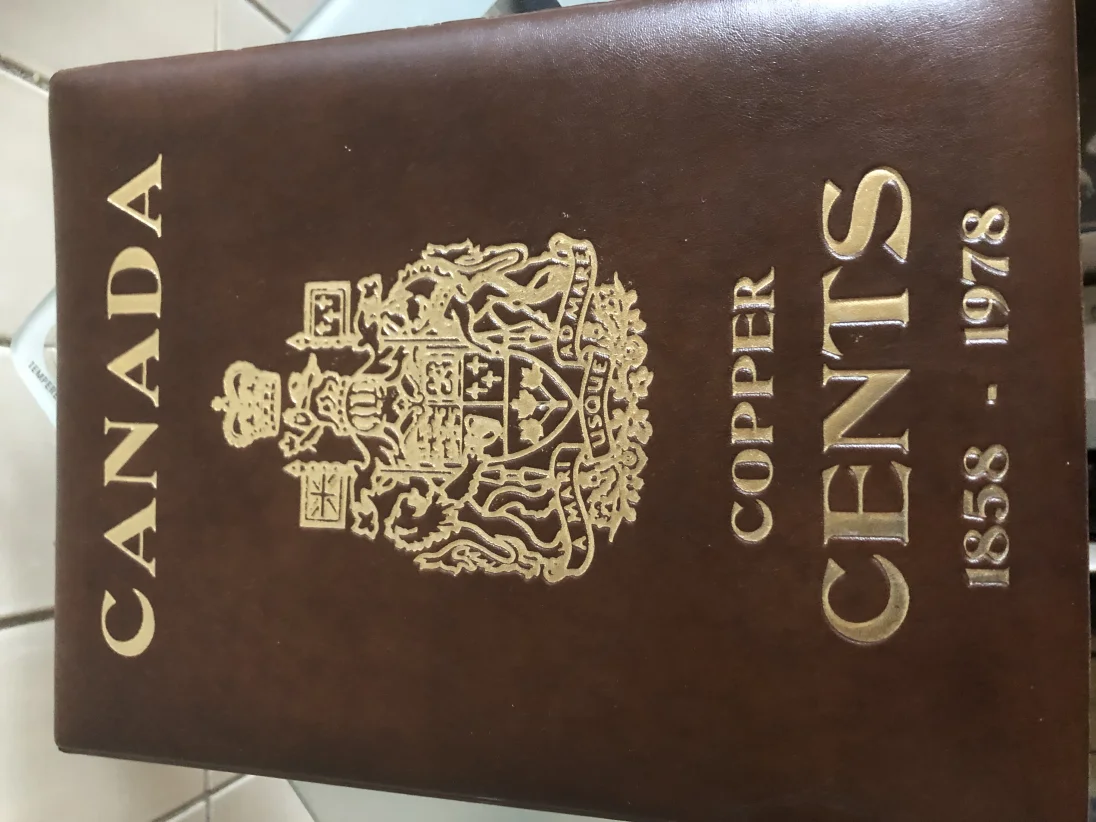 CANADA
A MARI USQUE AD MARE
COPPER
CENTS
1858 - 1978